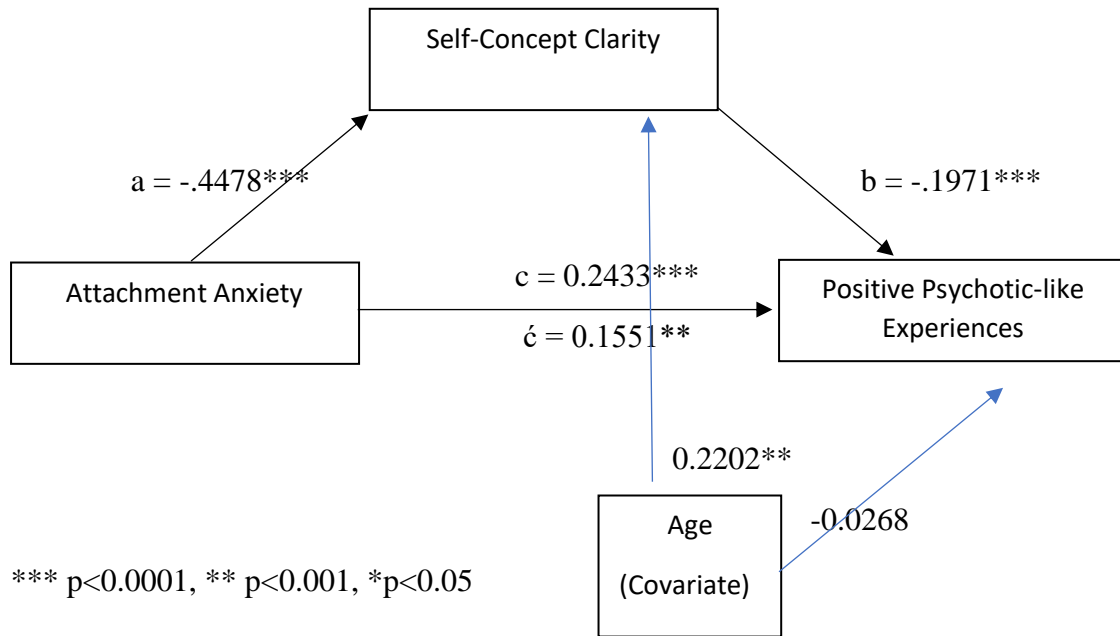 Self-Concept Clarity
a = -.4478***
b = -.1971***
Attachment Anxiety
c = 0.2433***
ć = 0.1551**
Positive Psychotic-like
Experiences
0.2202**
Age
(Covariate)
-0.0268
*** p<0.0001, ** p<0.001, *p<0.05